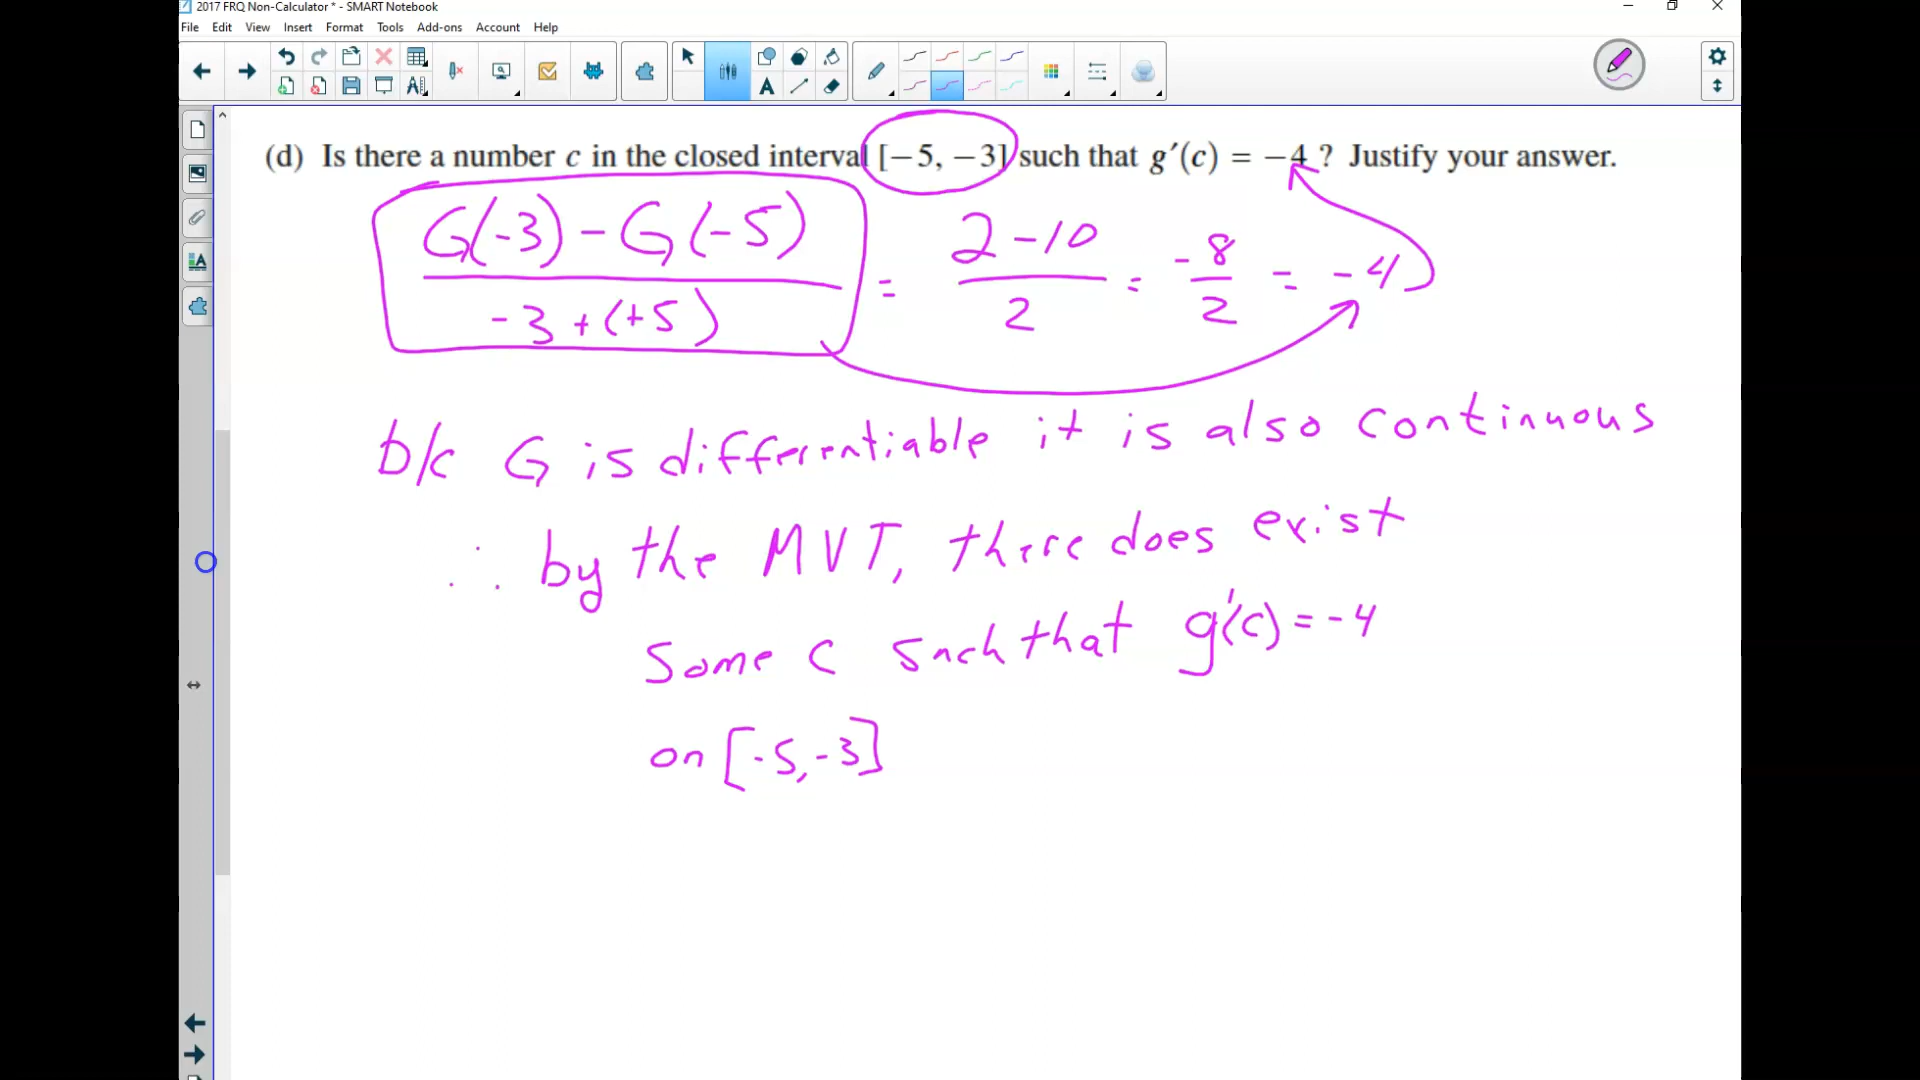 2017 FRQ Non-Calculator * - SMART Notebook
File Edit View Insert Format Tools Add-ons Account Help
(d) Is there a number c in the closed interval [−5, −3] such that g′(c) = −4 ? Justify your answer.
G(-3) - G(-5) / -3 + (+5) = 2-10 / 2 = -8 / 2 = -4
b/c G is differentiable it is also continuous
∴ by the MVT, there does exist
some c such that g'(c) = -4
on [-5, -3]